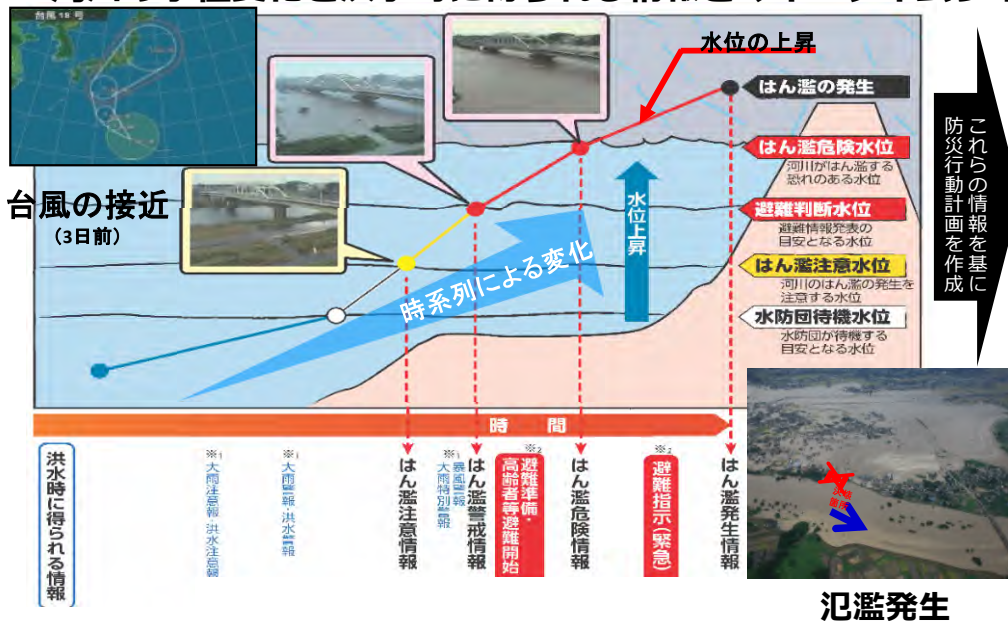 台風18号
台風の接近
(3日前)
水位の上昇
はん濫の発生
はん濫危険水位
河川がはん濫する
恐れのある水位
避難判断水位
避難情報発表の
目安となる水位
はん濫注意水位
河川のはん濫の発生を
注意する水位
水防団待機水位
水防団が待機する
目安となる水位
水位上昇
時系列による変化
これらの情報を基に
防災行動計画を作成
時 間
洪水時に得られる情報
※1
大雨注意報・洪水注意報
※1
大雨警報・洪水警報
はん濫注意情報
※1
暴風警報
大雨特別警報
はん濫警戒情報
※2
避難準備・
高齢者等避難開始
はん濫危険情報
※2
避難指示(緊急)
はん濫発生情報
氾濫発生